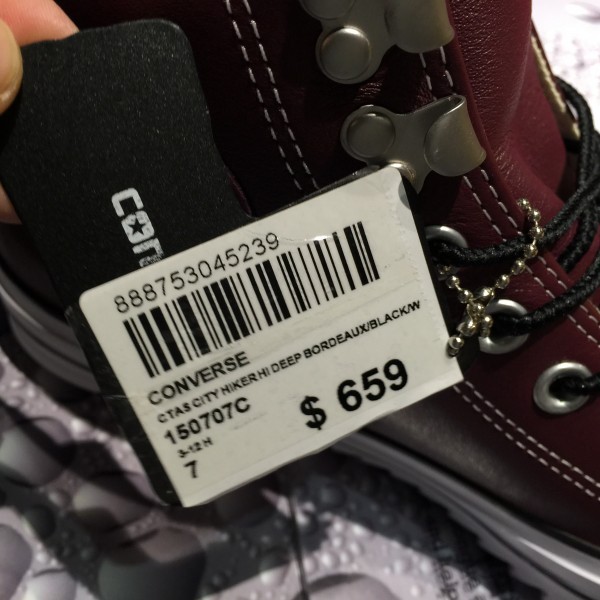 888753045239
CONVERSE
CTAS CITY HIKER HI DEEP BORDEAUX/BLACK/W
150707C
3-12 H
7
$ 659